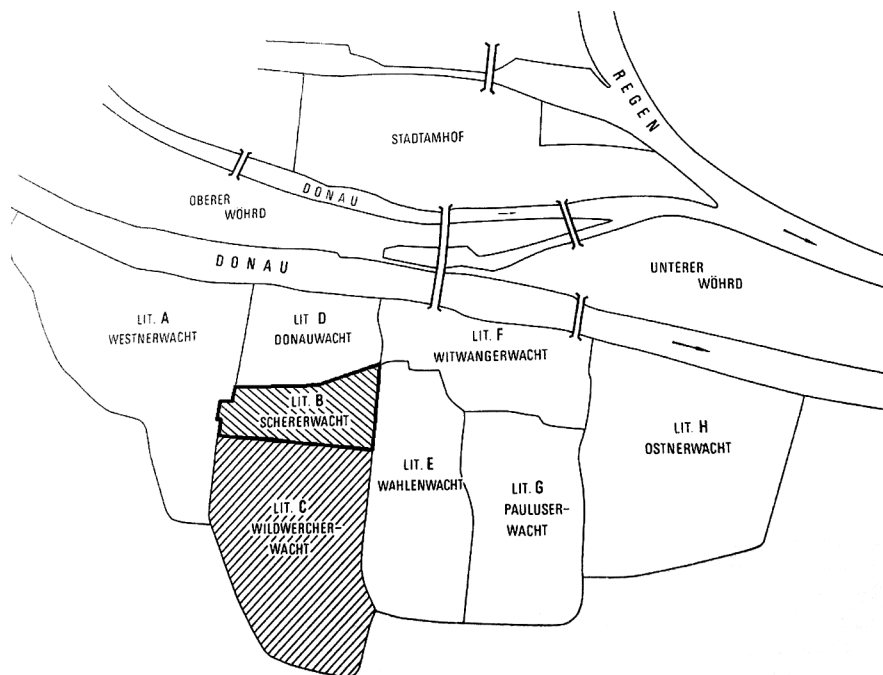 REGEN
STADTAMHOF
DONAU
OBERER
WÖHRD
DONAU
UNTERER
WÖHRD
LIT. A
WESTNERWACHT
LIT D
DONAUWACHT
LIT. F
WITWANGERWACHT
LIT. B
SCHERERWACHT
LIT. H
OSTNERWACHT
LIT. E
WAHLENWACHT
LIT. G
PAULUSER-
WACHT
LIT. C
WILDWERCHER-
WACHT